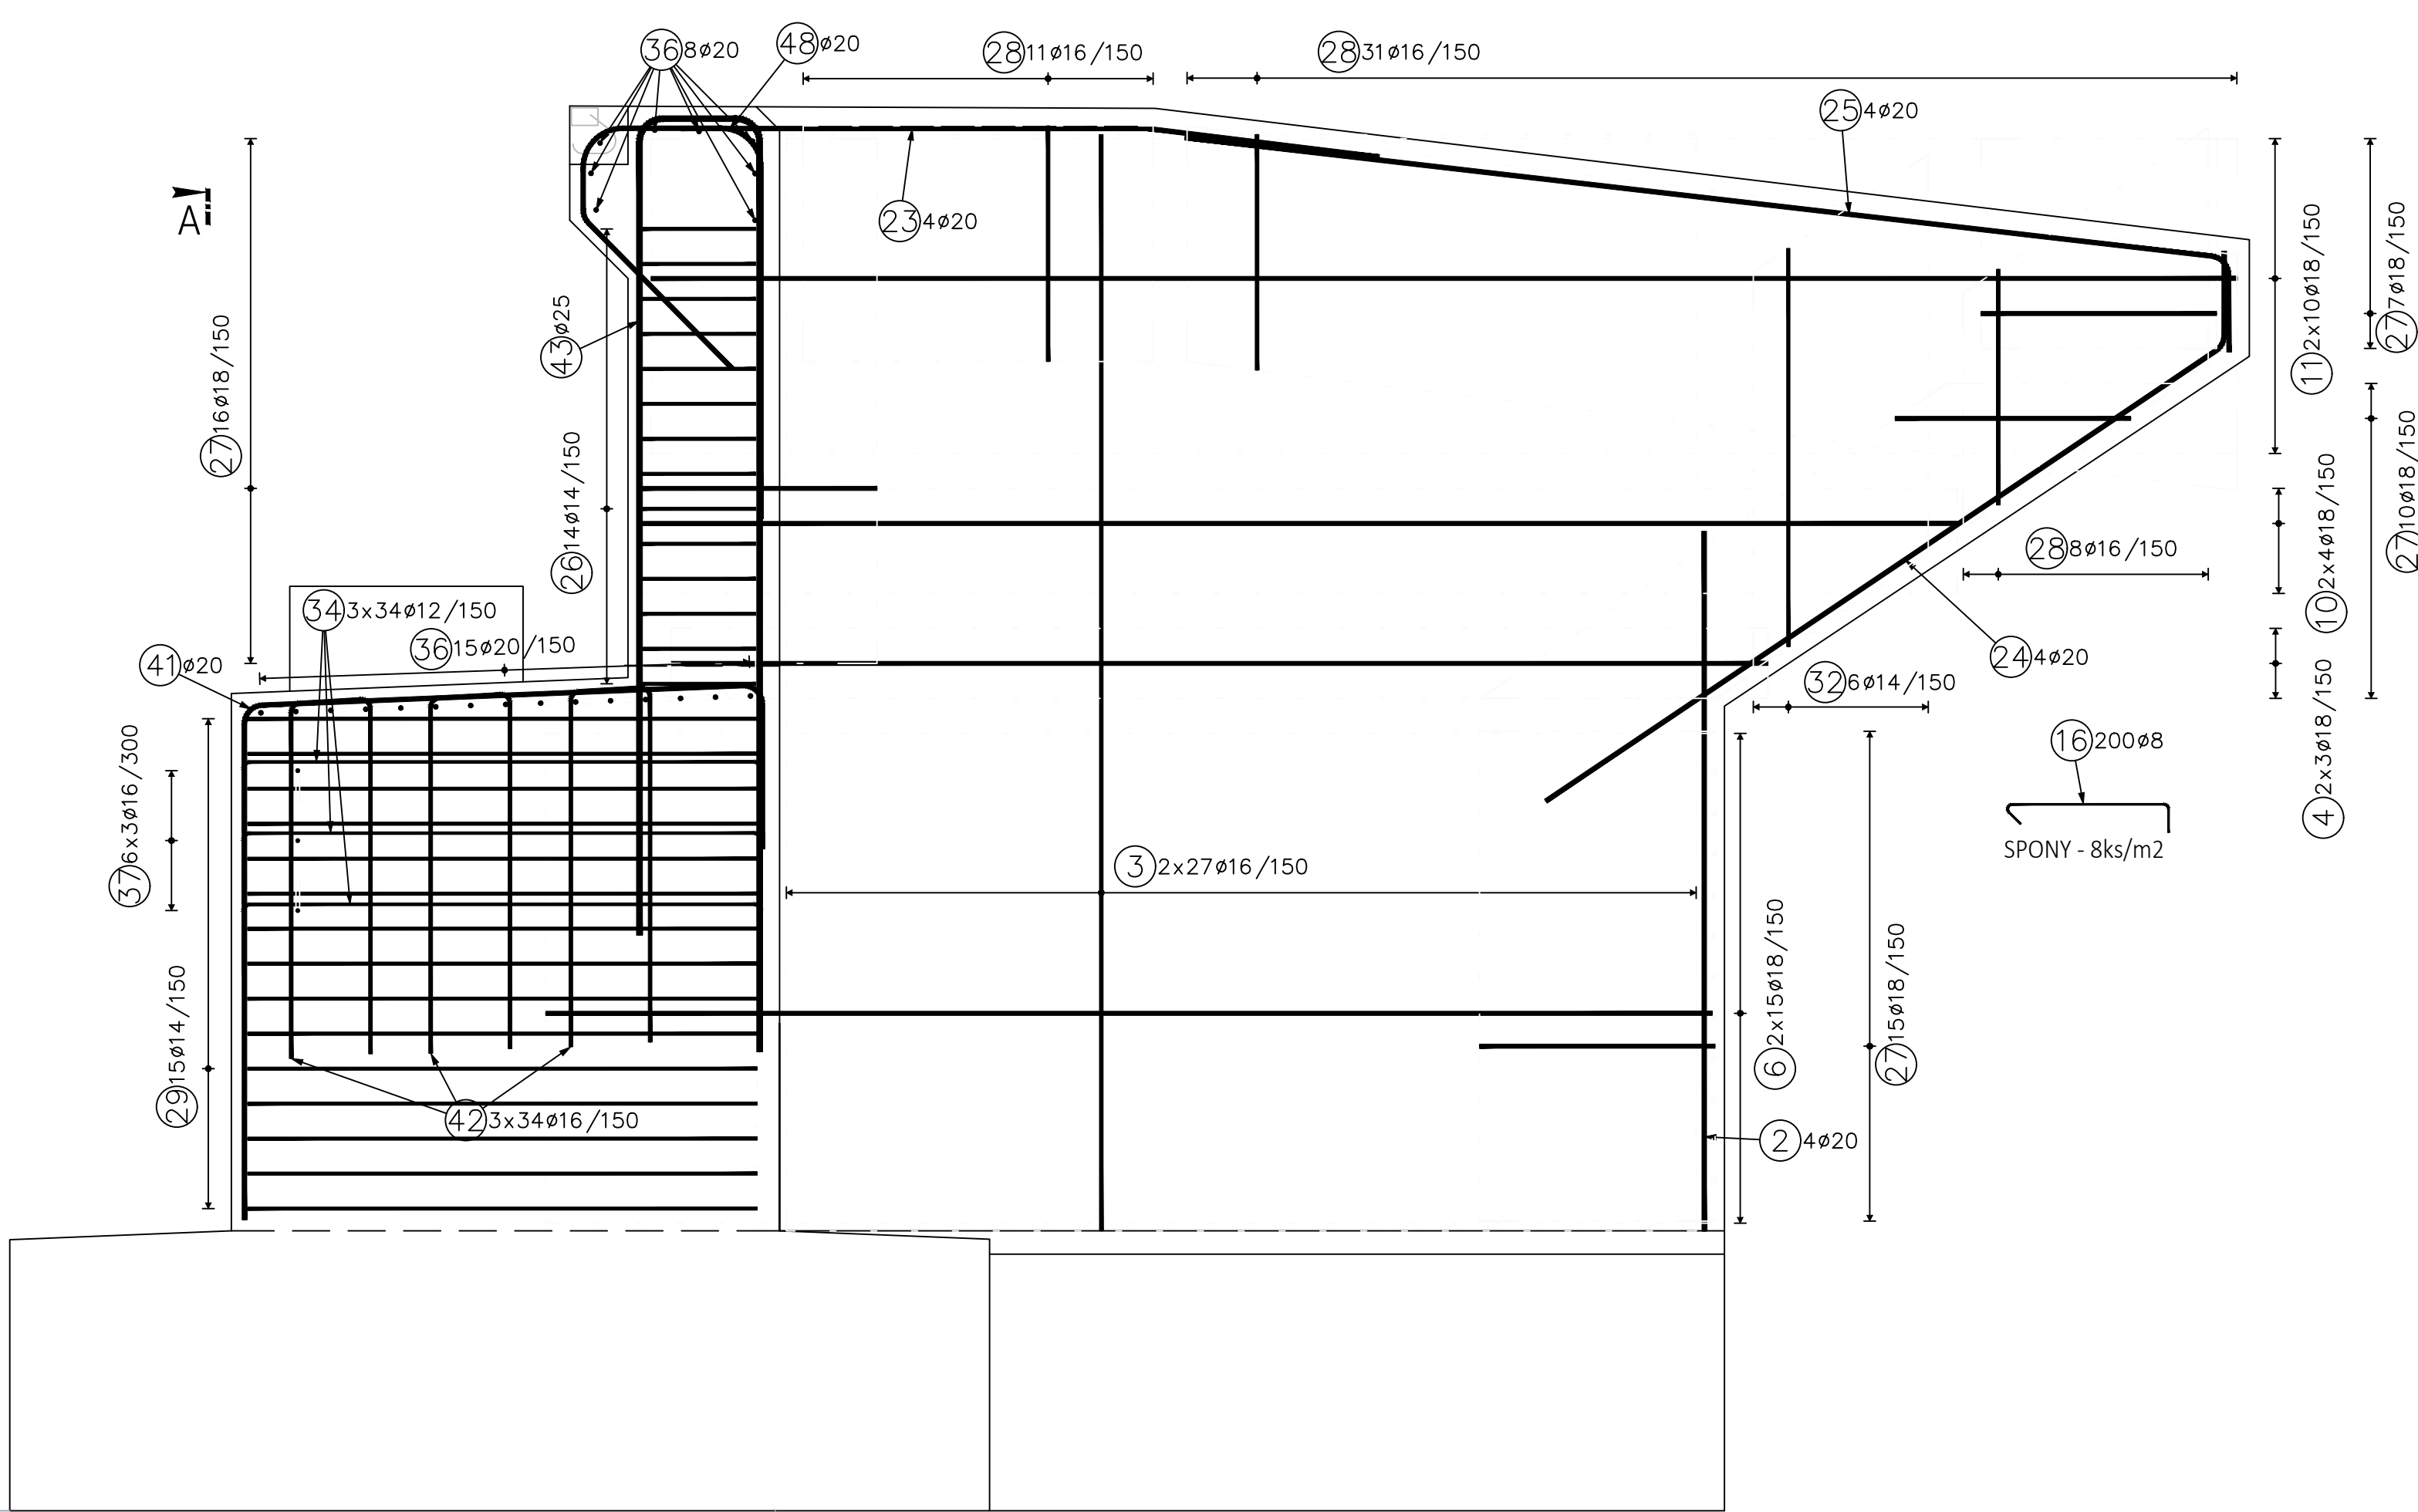 36 8ø20
48 ø20
28 11ø16/150
28 31ø16/150
25 4ø20
A
23 4ø20
27 16ø18/150
43 ø25
26 14ø14/150
11 2x10ø18/150
27 7ø18/150
10 2x4ø18/150
27 10ø18/150
28 8ø16/150
34 3x34ø12/150
36 15ø20/150
41 ø20
24 4ø20
32 6ø14/150
4 2x3ø18/150
16 200ø8
SPONY - 8ks/m2
37 6x3ø16/300
3 2x27ø16/150
6 2x15ø18/150
27 15ø18/150
29 15ø14/150
42 3x34ø16/150
2 4ø20